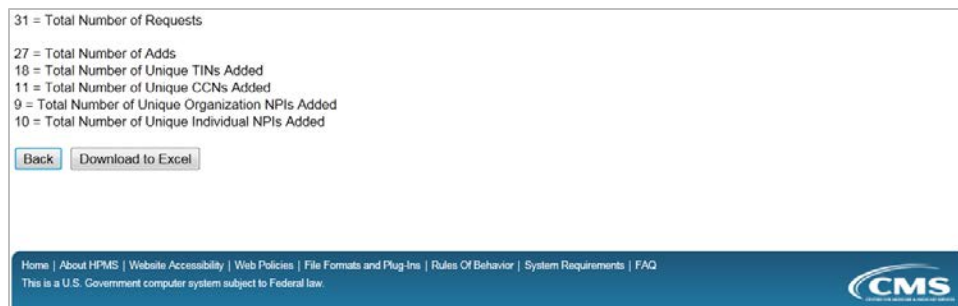 31 = Total Number of Requests
27 = Total Number of Adds
18 = Total Number of Unique TINs Added
11 = Total Number of Unique CCNs Added
9 = Total Number of Unique Organization NPIs Added
10 = Total Number of Unique Individual NPIs Added
Back Download to Excel
Home | About HPMS | Website Accessibility | Web Policies | File Formats and Plug-Ins | Rules Of Behavior | System Requirements | FAQ
This is a U.S. Government computer system subject to Federal law.
CMS